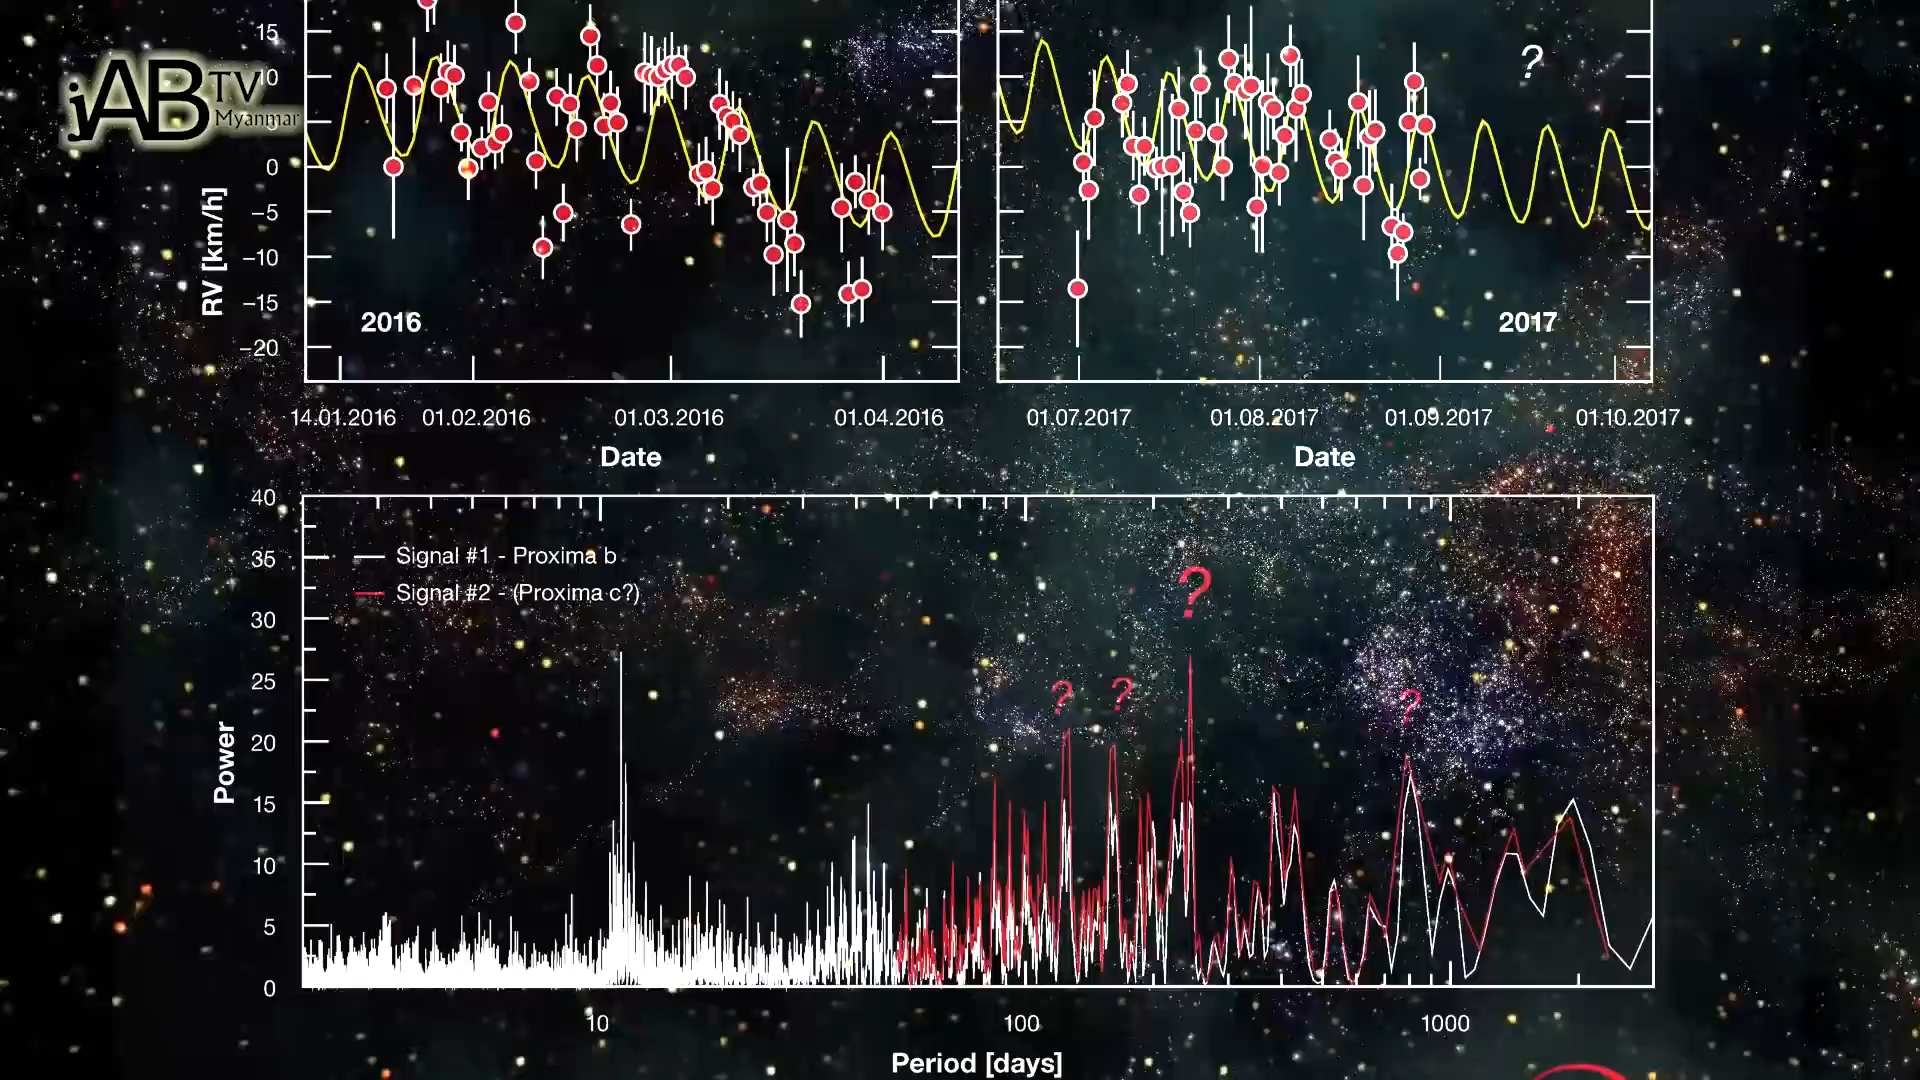 jAB TV
Myanmar
15
10
0
−5
−10
−15
−20
RV [km/h]
2016
14.01.2016 01.02.2016 01.03.2016 01.04.2016
Date
?
2017
01.07.2017 01.08.2017 01.09.2017 01.10.2017
Date
40
36
30
25
20
15
10
5
0
Power
Signal #1 - Proxima b
Signal #2 - (Proxima c?)
?
? ?
?
10 100 1000
Period [days]